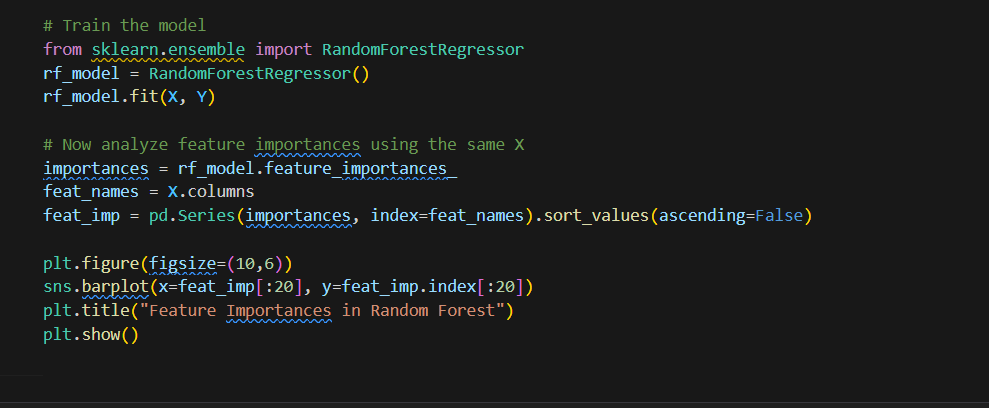 # Train the model
from sklearn.ensemble import RandomForestRegressor
rf_model = RandomForestRegressor()
rf_model.fit(X, Y)
# Now analyze feature importances using the same X
importances = rf_model.feature_importances_
feat_names = X.columns
feat_imp = pd.Series(importances, index=feat_names).sort_values(ascending=False)
plt.figure(figsize=(10,6))
sns.barplot(x=feat_imp[:20], y=feat_imp.index[:20])
plt.title("Feature Importances in Random Forest")
plt.show()